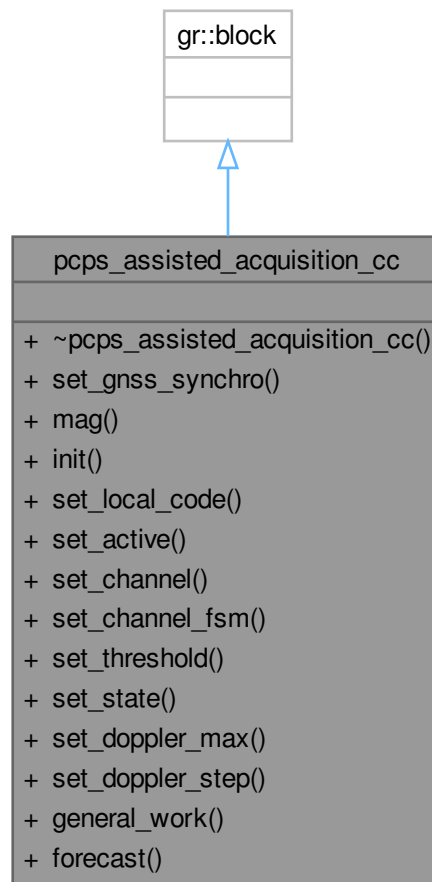 gr::block
pcps_assisted_acquisition_cc
+ ~pcps_assisted_acquisition_cc()
+ set_gnss_synchro()
+ mag()
+ init()
+ set_local_code()
+ set_active()
+ set_channel()
+ set_channel_fsm()
+ set_threshold()
+ set_state()
+ set_doppler_max()
+ set_doppler_step()
+ general_work()
+ forecast()